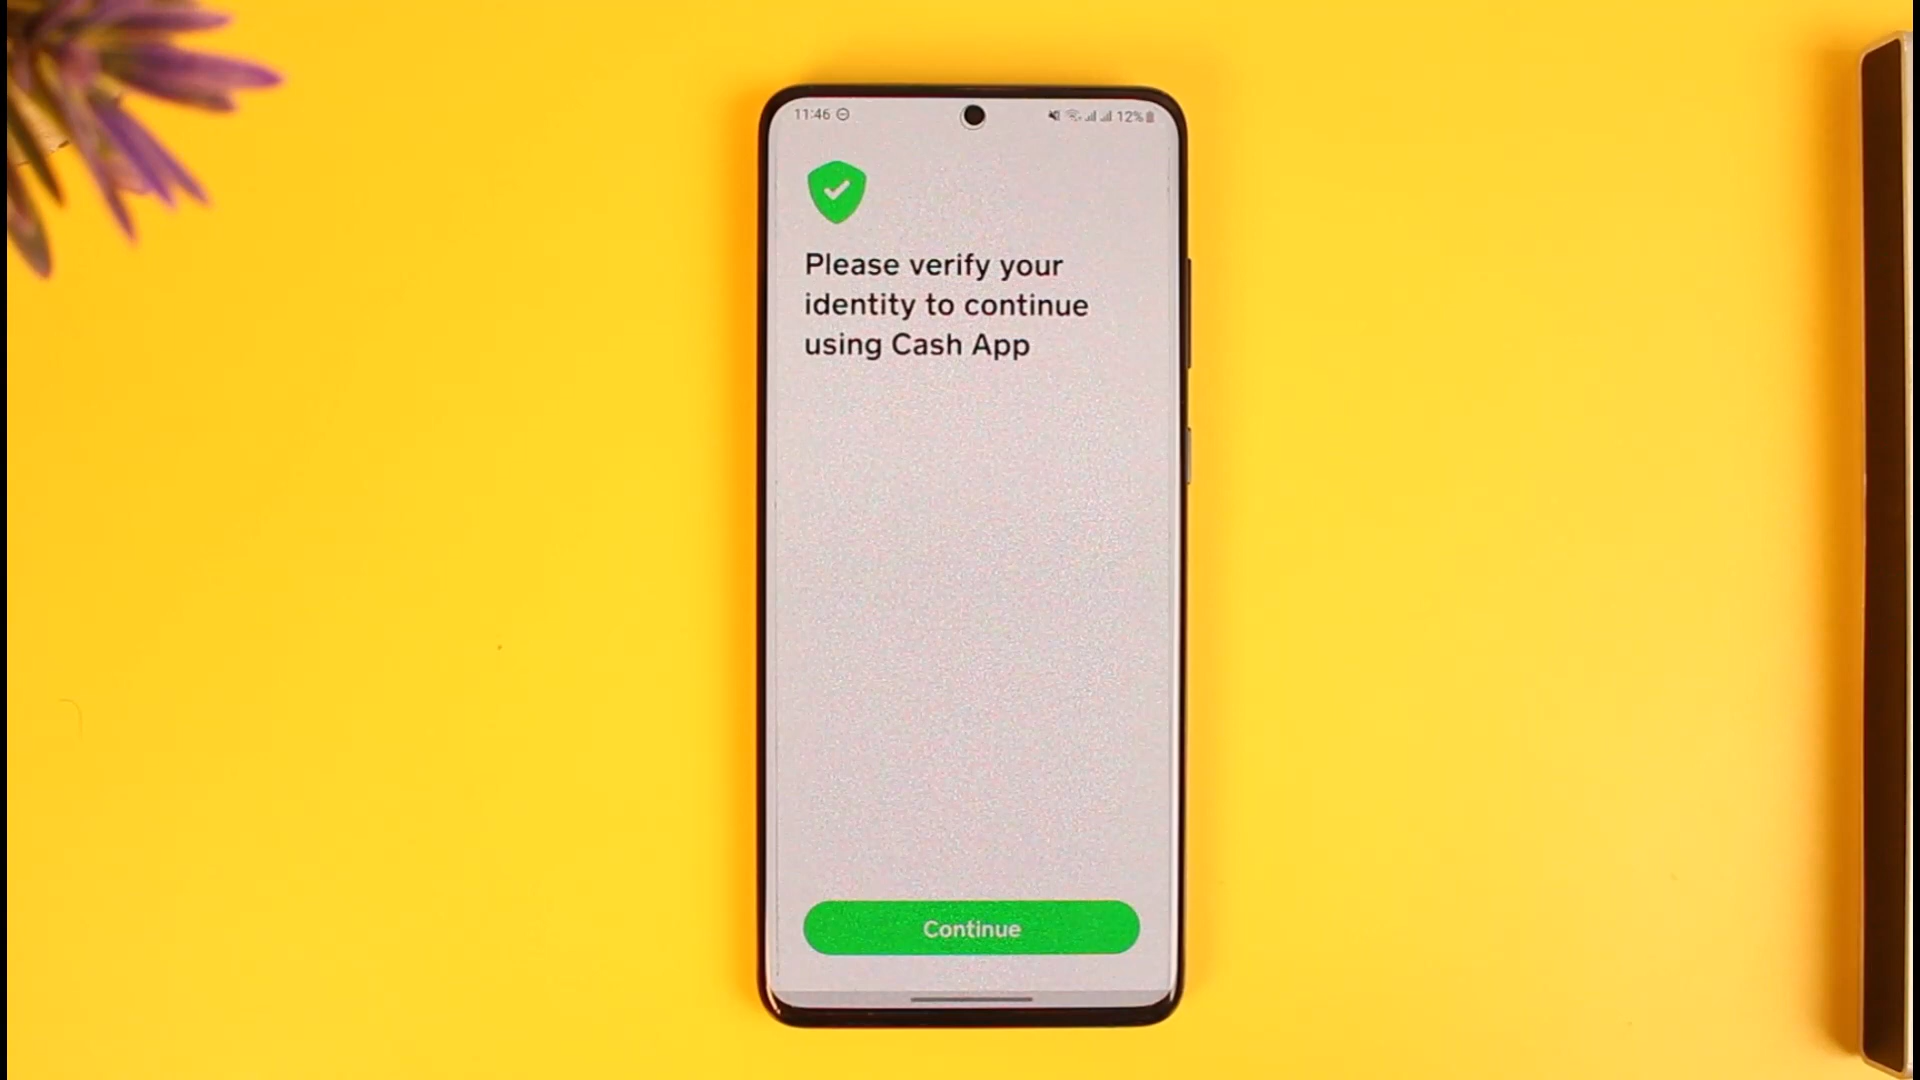 11:46 12%
Please verify your
identity to continue
using Cash App
Continue